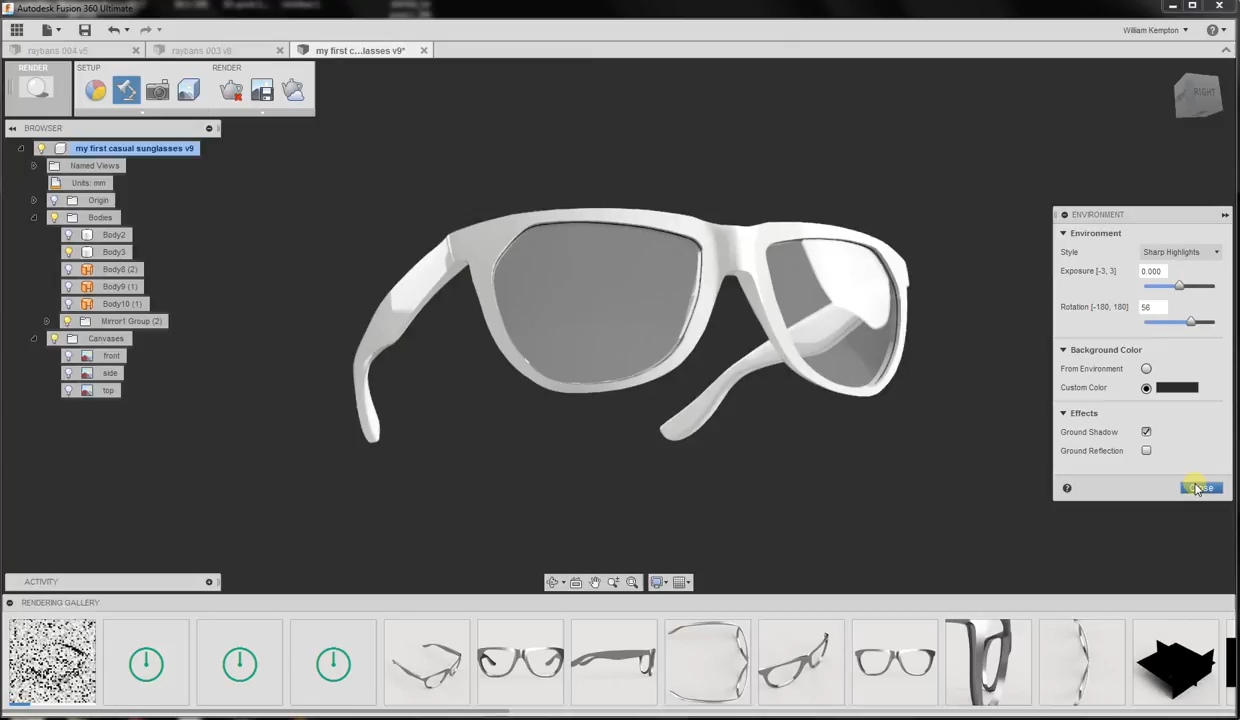 Autodesk Fusion 360 Ultimate
William Kempton
raybans 004 v5
raybans 003 v8
my first c...lasses v9*
RENDER
SETUP
RENDER
RIGHT
BROWSER
my first casual sunglasses v9
Named Views
Units: mm
Origin
Bodies
Body2
Body3
Body8 (2)
Body9 (1)
Body10 (1)
Mirror1 Group (2)
Canvases
front
side
top
ENVIRONMENT
Environment
Style
Sharp Highlights
Exposure [-3, 3]
0.000
Rotation [-180, 180]
56
Background Color
From Environment
Custom Color
Effects
Ground Shadow
Ground Reflection
Close
ACTIVITY
RENDERING GALLERY